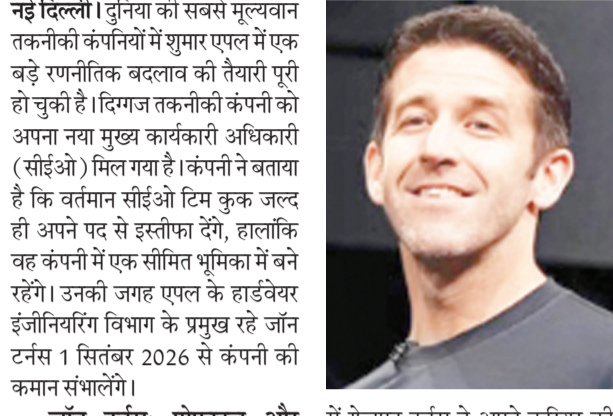 नई दिल्ली। दुनिया की सबसे मूल्यवान
तकनीकी कंपनियों में शुमार एपल में एक
बड़े रणनीतिक बदलाव की तैयारी पूरी
हो चुकी है। दिग्गज तकनीकी कंपनी को
अपना नया मुख्य कार्यकारी अधिकारी
(सीईओ) मिल गया है। कंपनी ने बताया
है कि वर्तमान सीईओ टिम कुक जल्द
ही अपने पद से इस्तीफा देंगे, हालांकि
वह कंपनी में एक सीमित भूमिका में बने
रहेंगे। उनकी जगह एपल के हार्डवेयर
इंजीनियरिंग विभाग के प्रमुख रहे जॉन
टर्नस 1 सितंबर 2026 से कंपनी की
कमान संभालेंगे।